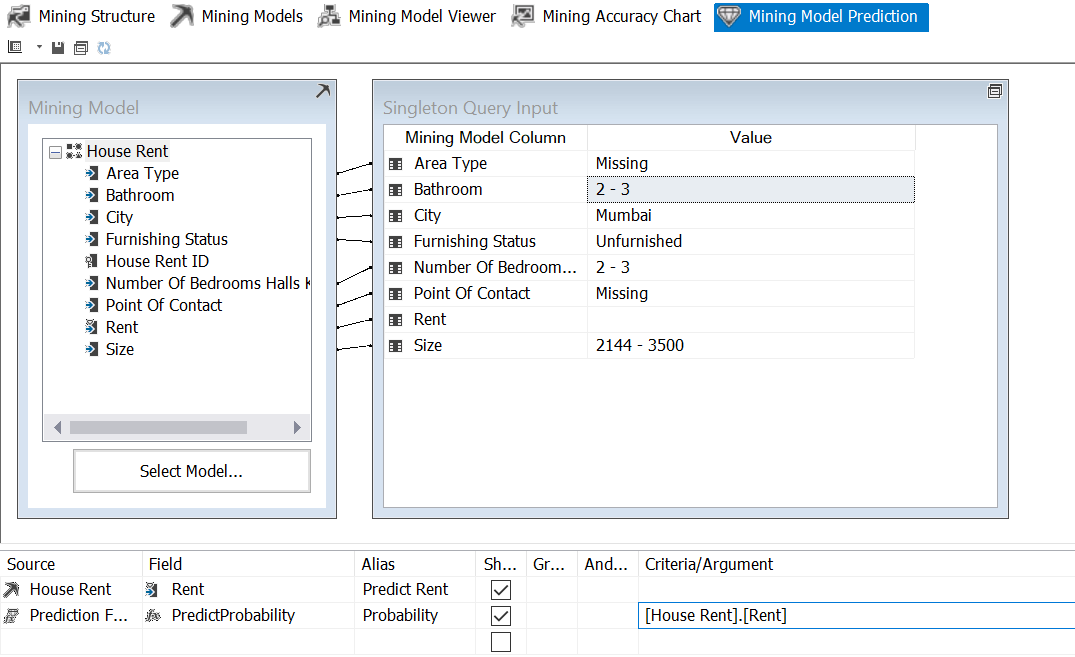 Mining Structure Mining Models Mining Model Viewer Mining Accuracy Chart Mining Model Prediction
Mining Model
House Rent
Area Type
Bathroom
City
Furnishing Status
House Rent ID
Number Of Bedrooms Halls K
Point Of Contact
Rent
Size
Select Model...
Singleton Query Input
Mining Model Column Value
Area Type Missing
Bathroom 2 - 3
City Mumbai
Furnishing Status Unfurnished
Number Of Bedroom... 2 - 3
Point Of Contact Missing
Rent
Size 2144 - 3500
Source Field Alias Sh... Gr... And... Criteria/Argument
House Rent Rent Predict Rent
Prediction F... PredictProbability Probability [House Rent].[Rent]